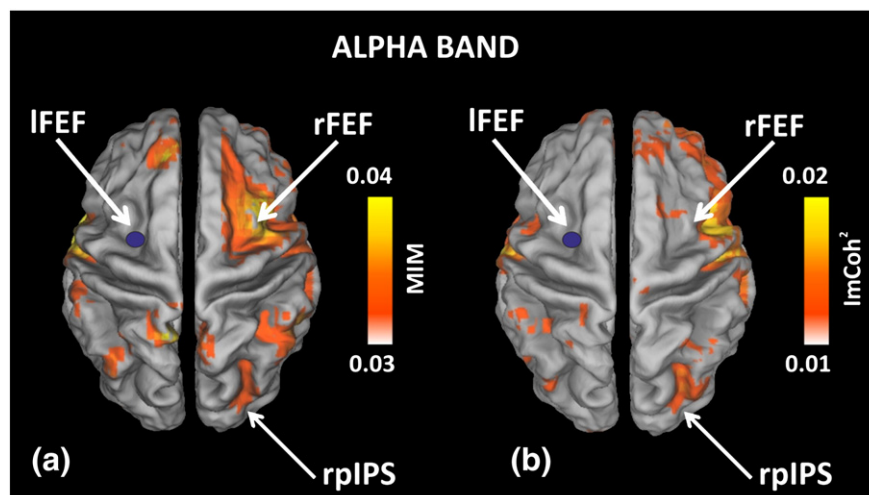 ALPHA BAND
lFEF
rFEF
0.04
MIM
0.03
rpIPS
(a)
lFEF
rFEF
0.02
ImCoh²
0.01
rpIPS
(b)